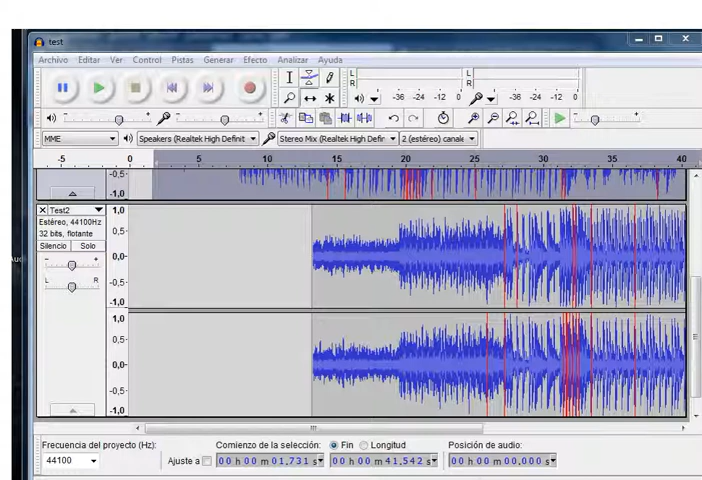 test
Archivo Editar Ver Control Pistas Generar Efecto Analizar Ayuda
L
R
-36 -24 -12 0
L
R
-36 -24 -12 0
MME
Speakers (Realtek High Definit
Stereo Mix (Realtek High Defir
2 (estéreo) canale
-5 0 5 10 15 20 25 30 35 40
-0,5-
-1,0
Test2
Estéreo, 44100Hz
32 bits, flotante
Silencio Solo
- +
L R
1,0
0,5-
0,0-
-0,5-
-1,0
1,0
0,5-
0,0-
-0,5-
-1,0
Frecuencia del proyecto (Hz):
44100
Ajuste a
Comienzo de la selección:
00 h 00 m 01.731 s
Fin Longitud
00 h 00 m 41.542 s
Posición de audio:
00 h 00 m 00.000 s